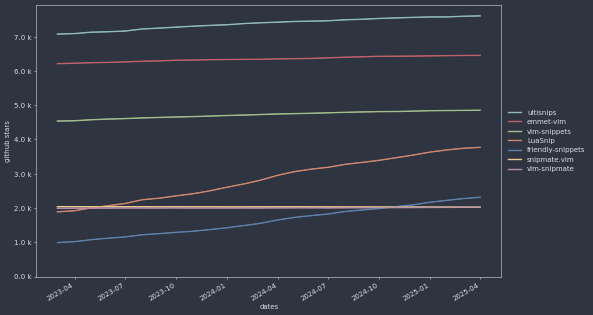 7.0 k
6.0 k
5.0 k
4.0 k
3.0 k
2.0 k
1.0 k
0.0 k
github stars
2023-04
2023-07
2023-10
2024-01
2024-04
2024-07
2024-10
2025-01
2025-04
dates
ultisnips
emmet-vim
vim-snippets
LuaSnip
friendly-snippets
snipmate.vim
vim-snipmate